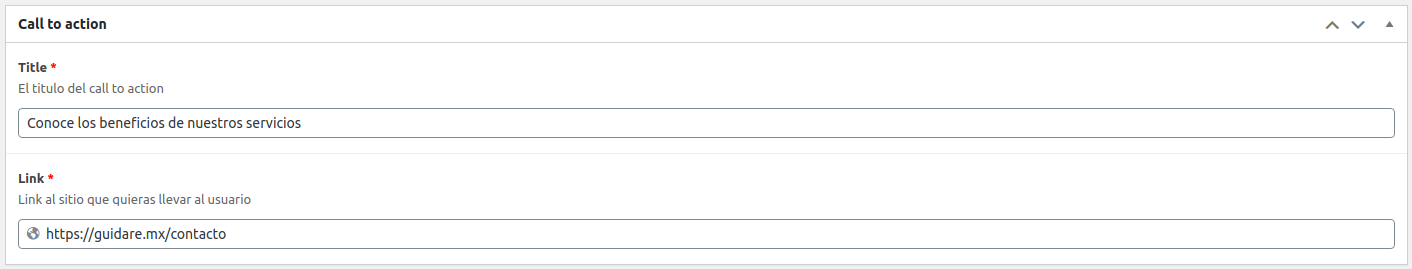 Call to action
Title *
El titulo del call to action
Conoce los beneficios de nuestros servicios
Link *
Link al sitio que quieras llevar al usuario
https://guidare.mx/contacto